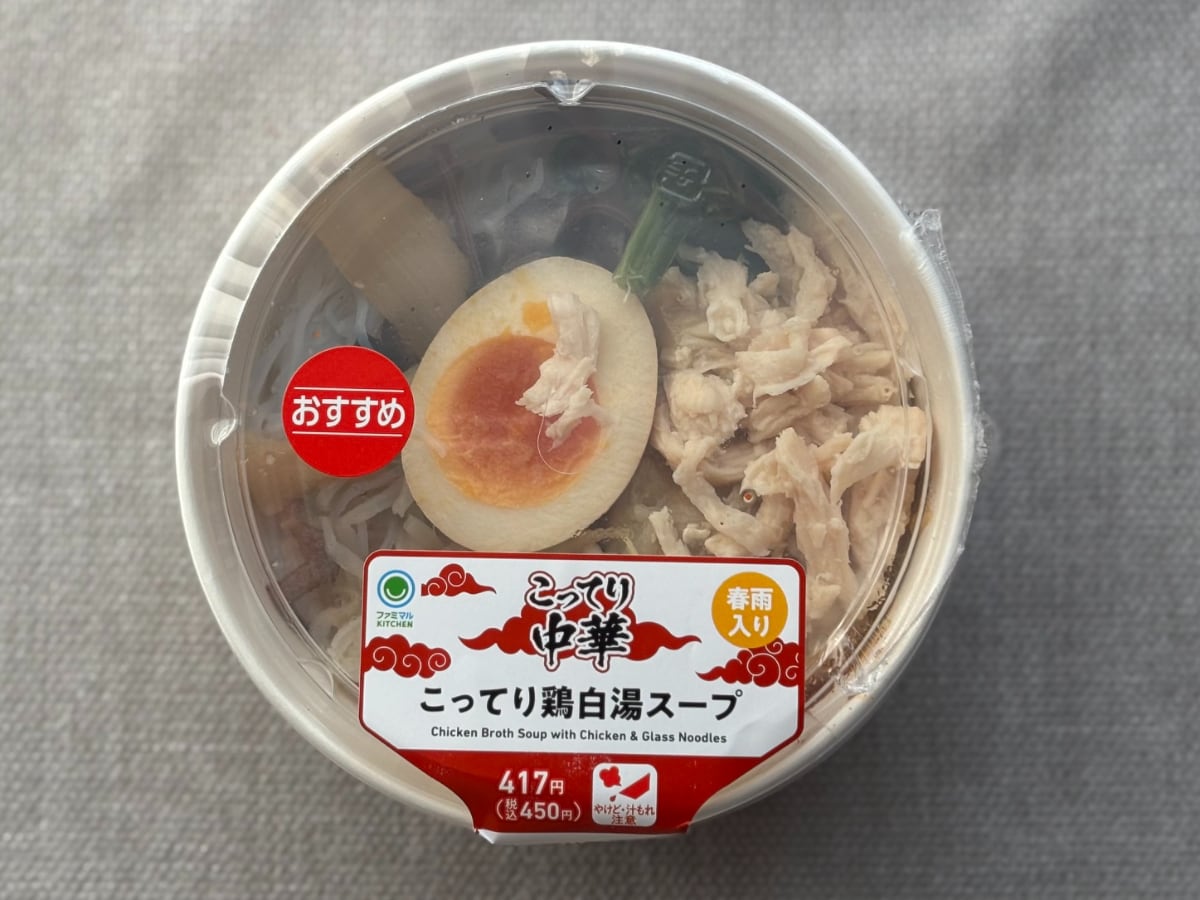 おすすめ
ファミマル
KITCHEN
こってり
中華
春雨
入り
こってり鶏白湯スープ
Chicken Broth Soup with Chicken & Glass Noodles
417円
(税込450円)
やけど・汁もれ
注意